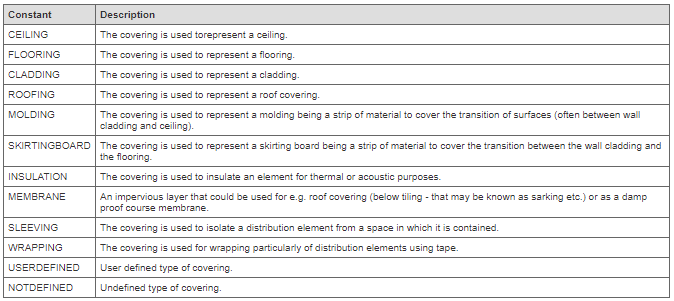 Constant Description
CEILING The covering is used torepresent a ceiling.
FLOORING The covering is used to represent a flooring.
CLADDING The covering is used to represent a cladding.
ROOFING The covering is used to represent a roof covering.
MOLDING The covering is used to represent a molding being a strip of material to cover the transition of surfaces (often between wall
cladding and ceiling).
SKIRTINGBOARD The covering is used to represent a skirting board being a strip of material to cover the transition between the wall cladding and
the flooring.
INSULATION The covering is used to insulate an element for thermal or acoustic purposes.
MEMBRANE An impervious layer that could be used for e.g. roof covering (below tiling - that may be known as sarking etc.) or as a damp
proof course membrane.
SLEEVING The covering is used to isolate a distribution element from a space in which it is contained.
WRAPPING The covering is used for wrapping particularly of distribution elements using tape.
USERDEFINED User defined type of covering.
NOTDEFINED Undefined type of covering.